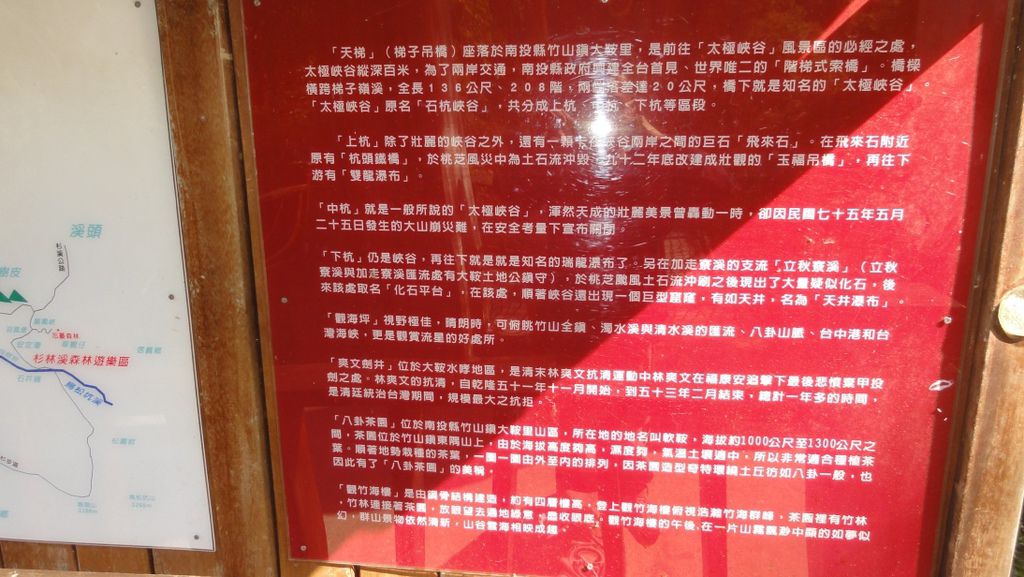 「天梯」（梯子吊橋）座落於南投縣竹山鎮大鞍里，是前往「太極峽谷」風景區的必經之處，
太極峽谷縱深百米，為了兩岸交通，南投縣政府興建全台首見、世界唯二的「階梯式索橋」。橋樑
橫跨梯子嶺溪，全長136公尺、208階，兩側落差達20公尺，橋下就是知名的「太極峽谷」。
「太極峽谷」原名「石杭峽谷」，共分成上杭、中杭、下杭等區段。
「上杭」除了壯麗的峽谷之外，還有一顆卡在峽谷兩岸之間的巨石「飛來石」。在飛來石附近
原有「杭頭鐵橋」，於桃芝風災中為土石流沖毀，九十二年底改建成壯觀的「玉福吊橋」，再往下
游有「雙龍瀑布」。
「中杭」就是一般所說的「太極峽谷」，渾然天成的壯麗美景曾轟動一時，卻因民國七十五年五月
二十五日發生的大山崩災難，在安全考量下宣布關閉。
「下杭」仍是峽谷，再往下就是就是知名的瑞龍瀑布了。另在加走寮溪的支流「立秋寮溪」（立秋
寮溪與加走寮溪匯流處有大鞍土地公鎮守），於桃芝颱風土石流沖刷之後現出了大量疑似化石，後
來該處取名「化石平台」，在該處，順著峽谷還出現一個巨型窟窿，有如天井，名為「天井瀑布」。
「觀海坪」視野極佳，晴朗時，可俯眺竹山全鎮、濁水溪與清水溪的匯流、八卦山脈、台中港和台
灣海峽，更是觀賞流星的好處所。
「爽文劍井」位於大鞍水哮地區，是清末林爽文抗清運動中林爽文在福康安追擊下最後悲憤棄甲投
劍之處。林爽文的抗清，自乾隆五十一年十一月開始，到五十三年二月結束，總計一年多的時間，
是清廷統治台灣期間，規模最大之抗拒。
「八卦茶園」位於南投縣竹山鎮大鞍里山區，所在地的地名叫軟鞍，海拔約1000公尺至1300公尺之
間，茶園位於竹山鎮東隅山上，由於海拔高度夠高，濕度夠，氣溫土壤適中，所以非常適合種植茶
葉。順著地勢栽種的茶葉，一圈一圈由外至內的排列，因茶園造型奇特環繞土丘彷如八卦一般，也
因此有了「八卦茶園」的美稱。
「觀竹海樓」是由鋼骨結構建造，約有四層樓高，登上觀竹海樓俯視浩瀚竹海群峰，茶園裡有竹林
，竹林連接著茶園，放眼望去遍地綠意，盡收眼底。觀竹海樓的午後，在一片山靄飄渺中顯的如夢似
幻，群山景物依然清新，山谷雲海相映成趣。
溪頭
杉溪公路
樹皮
杉林溪森林遊樂區
石井磯